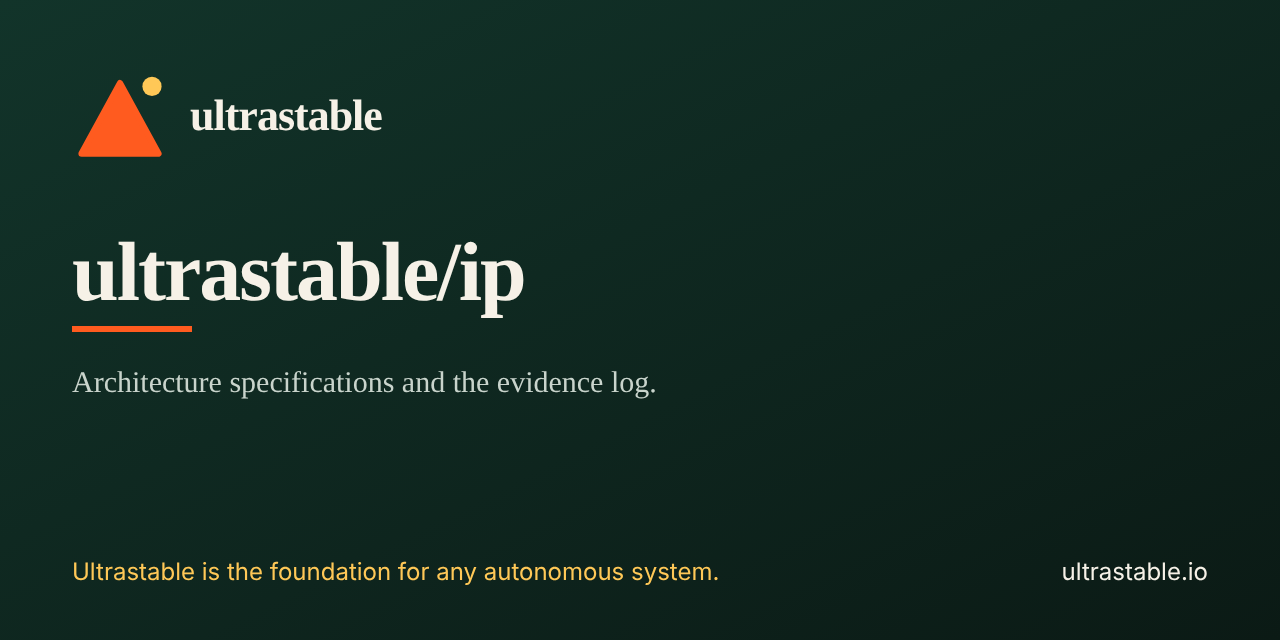 ultrastable
ultrastable/ip
Architecture specifications and the evidence log.
Ultrastable is the foundation for any autonomous system.
ultrastable.io